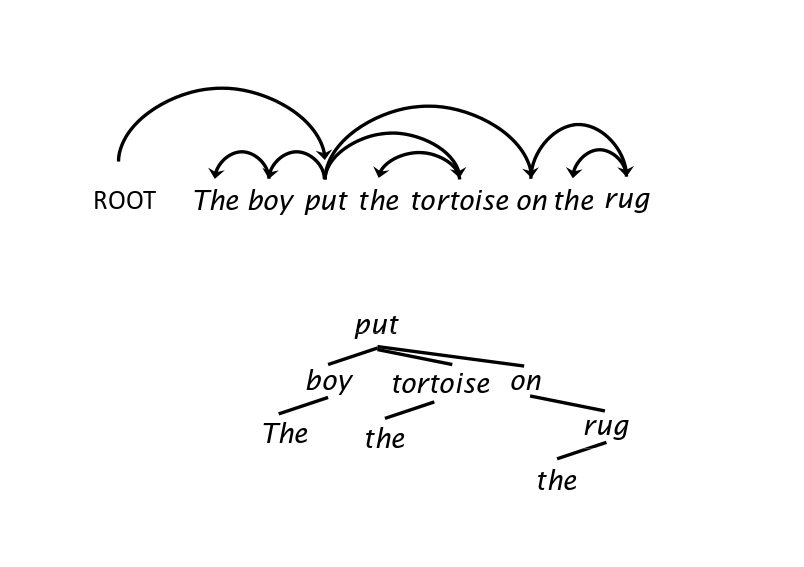 ROOT The boy put the tortoise on the rug
put
boy tortoise on
The the rug
the